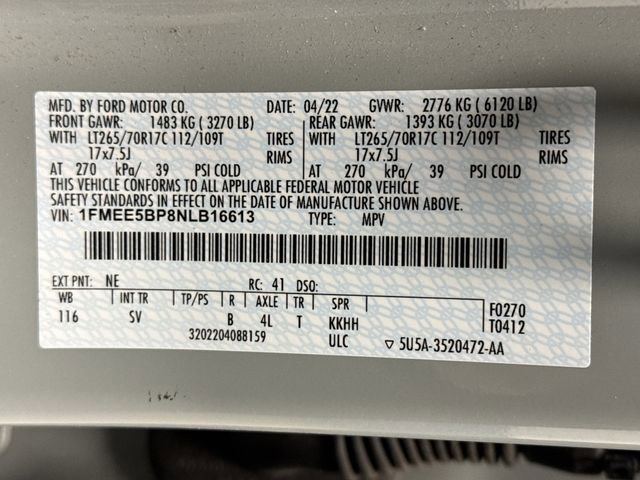 MFD. BY FORD MOTOR CO. DATE: 04/22 GVWR: 2776 KG ( 6120 LB)
FRONT GAWR: 1483 KG ( 3270 LB) REAR GAWR: 1393 KG ( 3070 LB)
WITH LT265/70R17C 112/109T TIRES WITH LT265/70R17C 112/109T TIRES
17x7.5J RIMS 17x7.5J RIMS
AT 270 kPa/ 39 PSI COLD AT 270 kPa/ 39 PSI COLD
THIS VEHICLE CONFORMS TO ALL APPLICABLE FEDERAL MOTOR VEHICLE
SAFETY STANDARDS IN EFFECT ON THE DATE OF MANUFACTURE SHOWN ABOVE.
VIN: 1FMEE5BP8NLB16613 TYPE: MPV
EXT PNT: NE RC: 41 DSO:
WB INT TR TP/PS R AXLE TR SPR F0270
116 SV B 4L T KKHH T0412
3202204088159 ULC ▽ 5U5A-3520472-AA